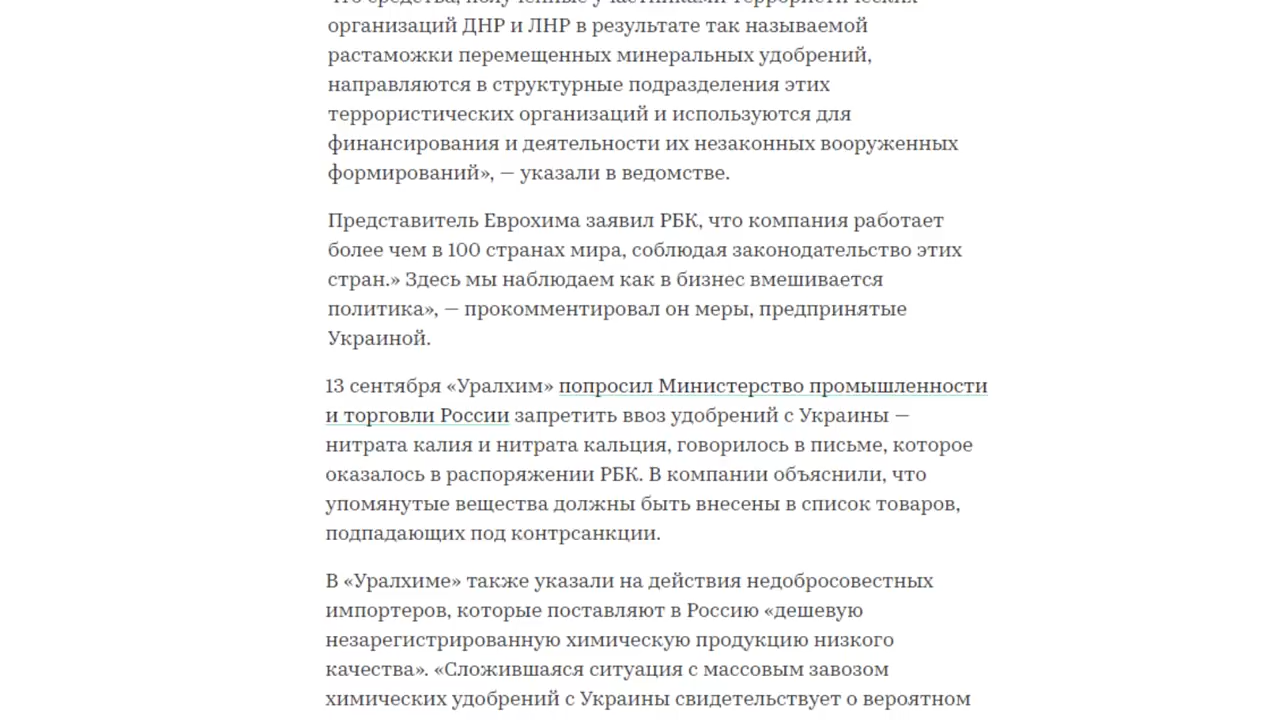 что средства, полученные участниками террористических
организаций ДНР и ЛНР в результате так называемой
растаможки перемещенных минеральных удобрений,
направляются в структурные подразделения этих
террористических организаций и используются для
финансирования и деятельности их незаконных вооруженных
формирований», — указали в ведомстве.
Представитель Еврохима заявил РБК, что компания работает
более чем в 100 странах мира, соблюдая законодательство этих
стран.» Здесь мы наблюдаем как в бизнес вмешивается
политика», — прокомментировал он меры, предпринятые
Украиной.
13 сентября «Уралхим» попросил Министерство промышленности
и торговли России запретить ввоз удобрений с Украины —
нитрата калия и нитрата кальция, говорилось в письме, которое
оказалось в распоряжении РБК. В компании объяснили, что
упомянутые вещества должны быть внесены в список товаров,
подпадающих под контрсанкции.
В «Уралхиме» также указали на действия недобросовестных
импортеров, которые поставляют в Россию «дешевую
незарегистрированную химическую продукцию низкого
качества». «Сложившаяся ситуация с массовым завозом
химических удобрений с Украины свидетельствует о вероятном